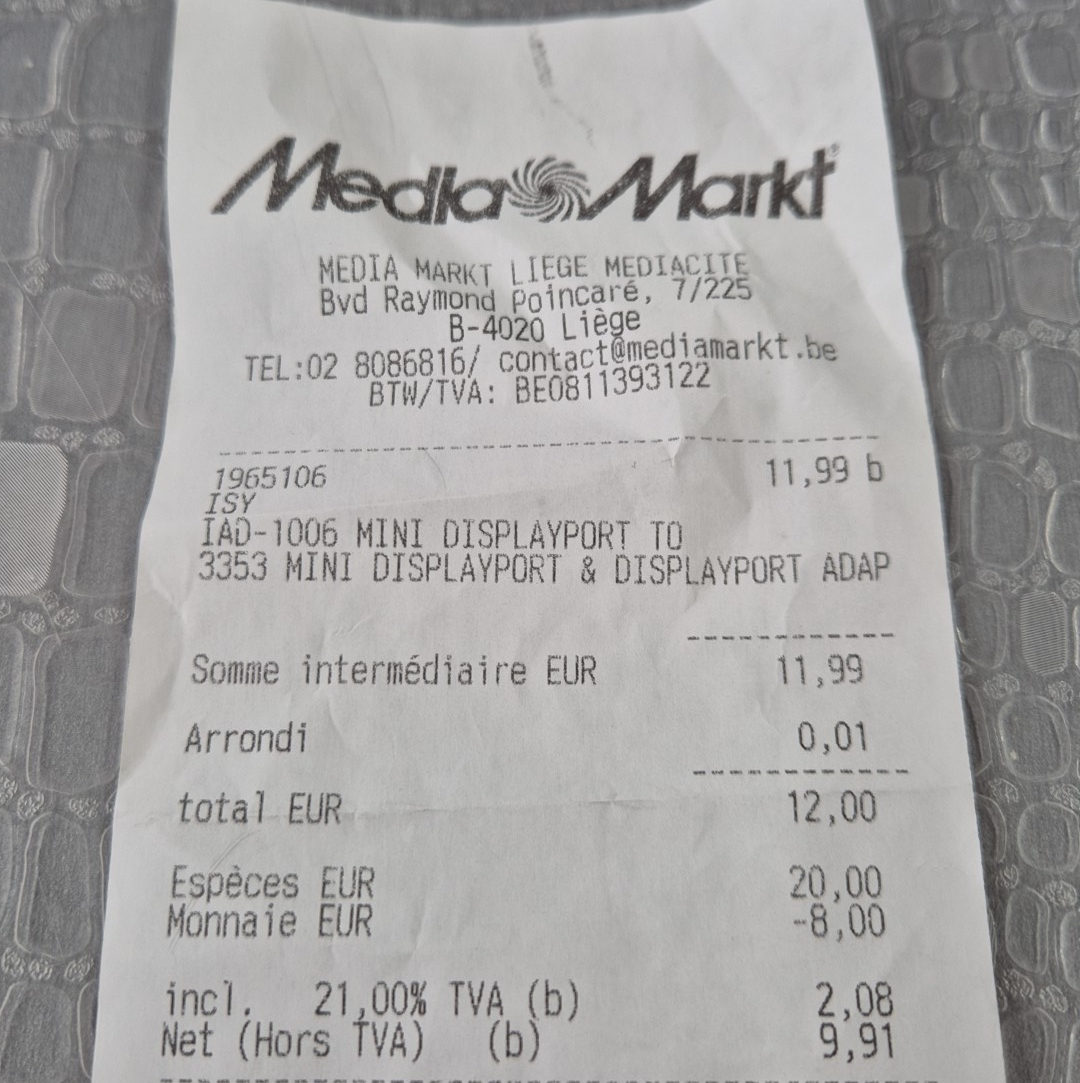 Media Markt
MEDIA MARKT LIEGE MEDIACITE
Bvd Raymond Poincaré, 7/225
B-4020 Liège
TEL:02 8086816/ contact@mediamarkt.be
BTW/TVA: BE0811393122
1965106 11,99 b
ISY
IAD-1006 MINI DISPLAYPORT TO
3353 MINI DISPLAYPORT & DISPLAYPORT ADAP
Somme intermédiaire EUR 11,99
Arrondi 0,01
total EUR 12,00
Espèces EUR 20,00
Monnaie EUR -8,00
incl. 21,00% TVA (b) 2,08
Net (Hors TVA) (b) 9,91